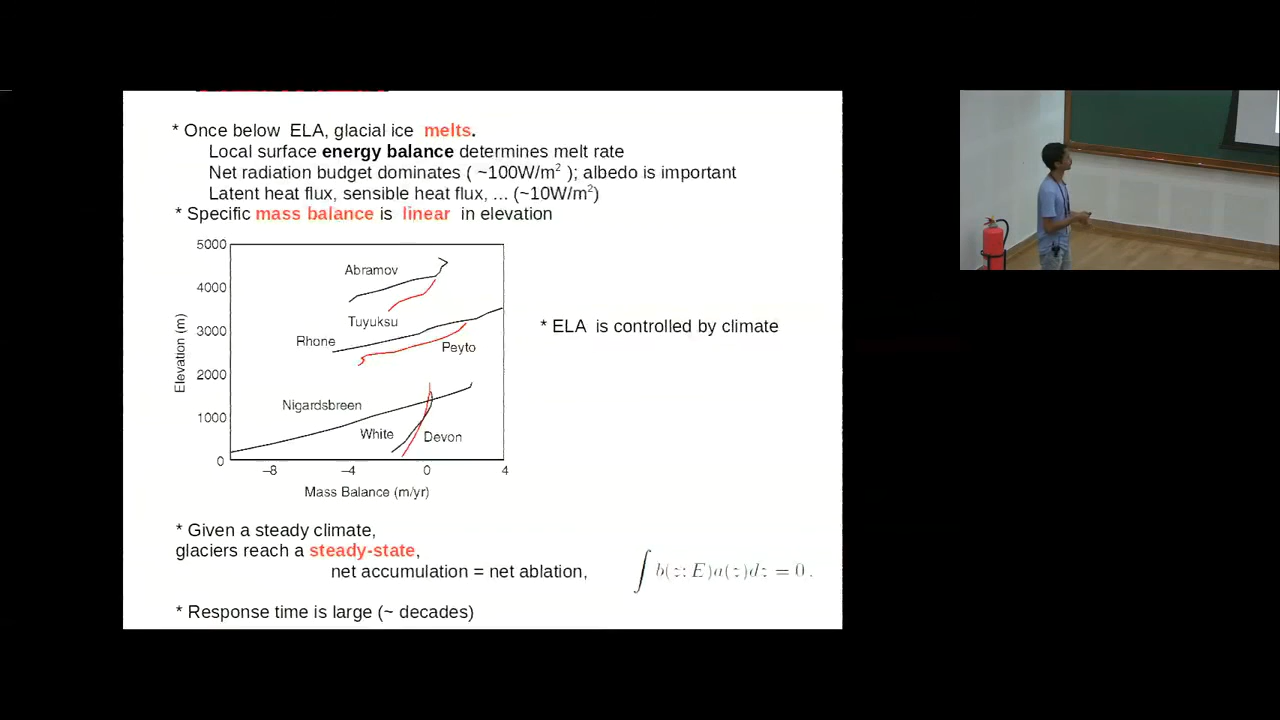 * Once below ELA, glacial ice melts.
Local surface energy balance determines melt rate
Net radiation budget dominates ( ~100W/m² ); albedo is important
Latent heat flux, sensible heat flux, ... (~10W/m²)
* Specific mass balance is linear in elevation
5000
4000
3000
2000
1000
0
Elevation (m)
Abramov
Tuyuksu
Rhone
Peyto
Nigardsbreen
White
Devon
-8 -4 0 4
Mass Balance (m/yr)
* ELA is controlled by climate
* Given a steady climate,
glaciers reach a steady-state,
net accumulation = net ablation,
∫ b(z; E)a(z)dz = 0 .
* Response time is large (~ decades)